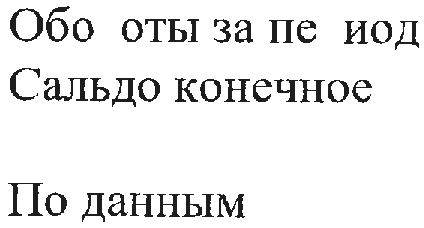 Обо оты за пе иод
Сальдо конечное
По данным